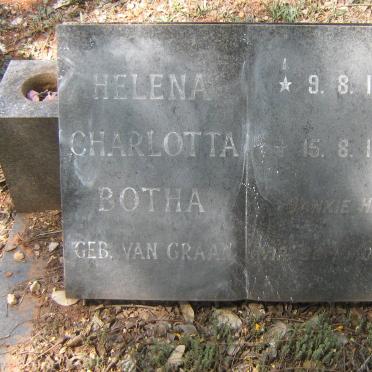 HELENA
CHARLOTTA
BOTHA
GEB. VAN GRAAN
9.8.1
15.8.1